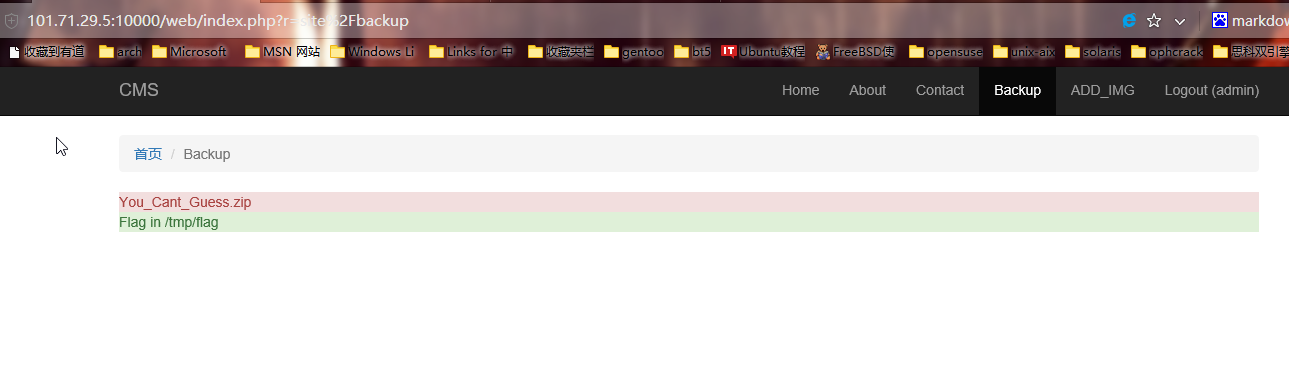 101.71.29.5:10000/web/index.php?r=site%2Fbackup markdow
收藏到有道 arch Microsoft MSN 网站 Windows Li Links for 中 收藏夹栏 gentoo bt5 Ubuntu教程 FreeBSD使 opensuse unix-aix solaris ophcrack 思科双引擎
CMS Home About Contact Backup ADD_IMG Logout (admin)
首页 / Backup
You_Cant_Guess.zip
Flag in /tmp/flag